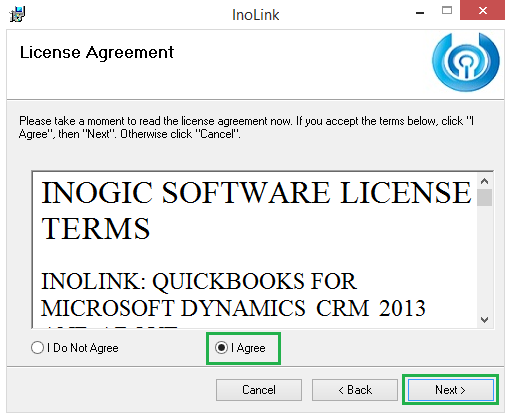 InoLink
License Agreement
Please take a moment to read the license agreement now. If you accept the terms below, click "I
Agree", then "Next". Otherwise click "Cancel".
INOGIC SOFTWARE LICENSE
TERMS
INOLINK: QUICKBOOKS FOR
MICROSOFT DYNAMICS CRM 2013
I Do Not Agree
I Agree
Cancel
< Back
Next >